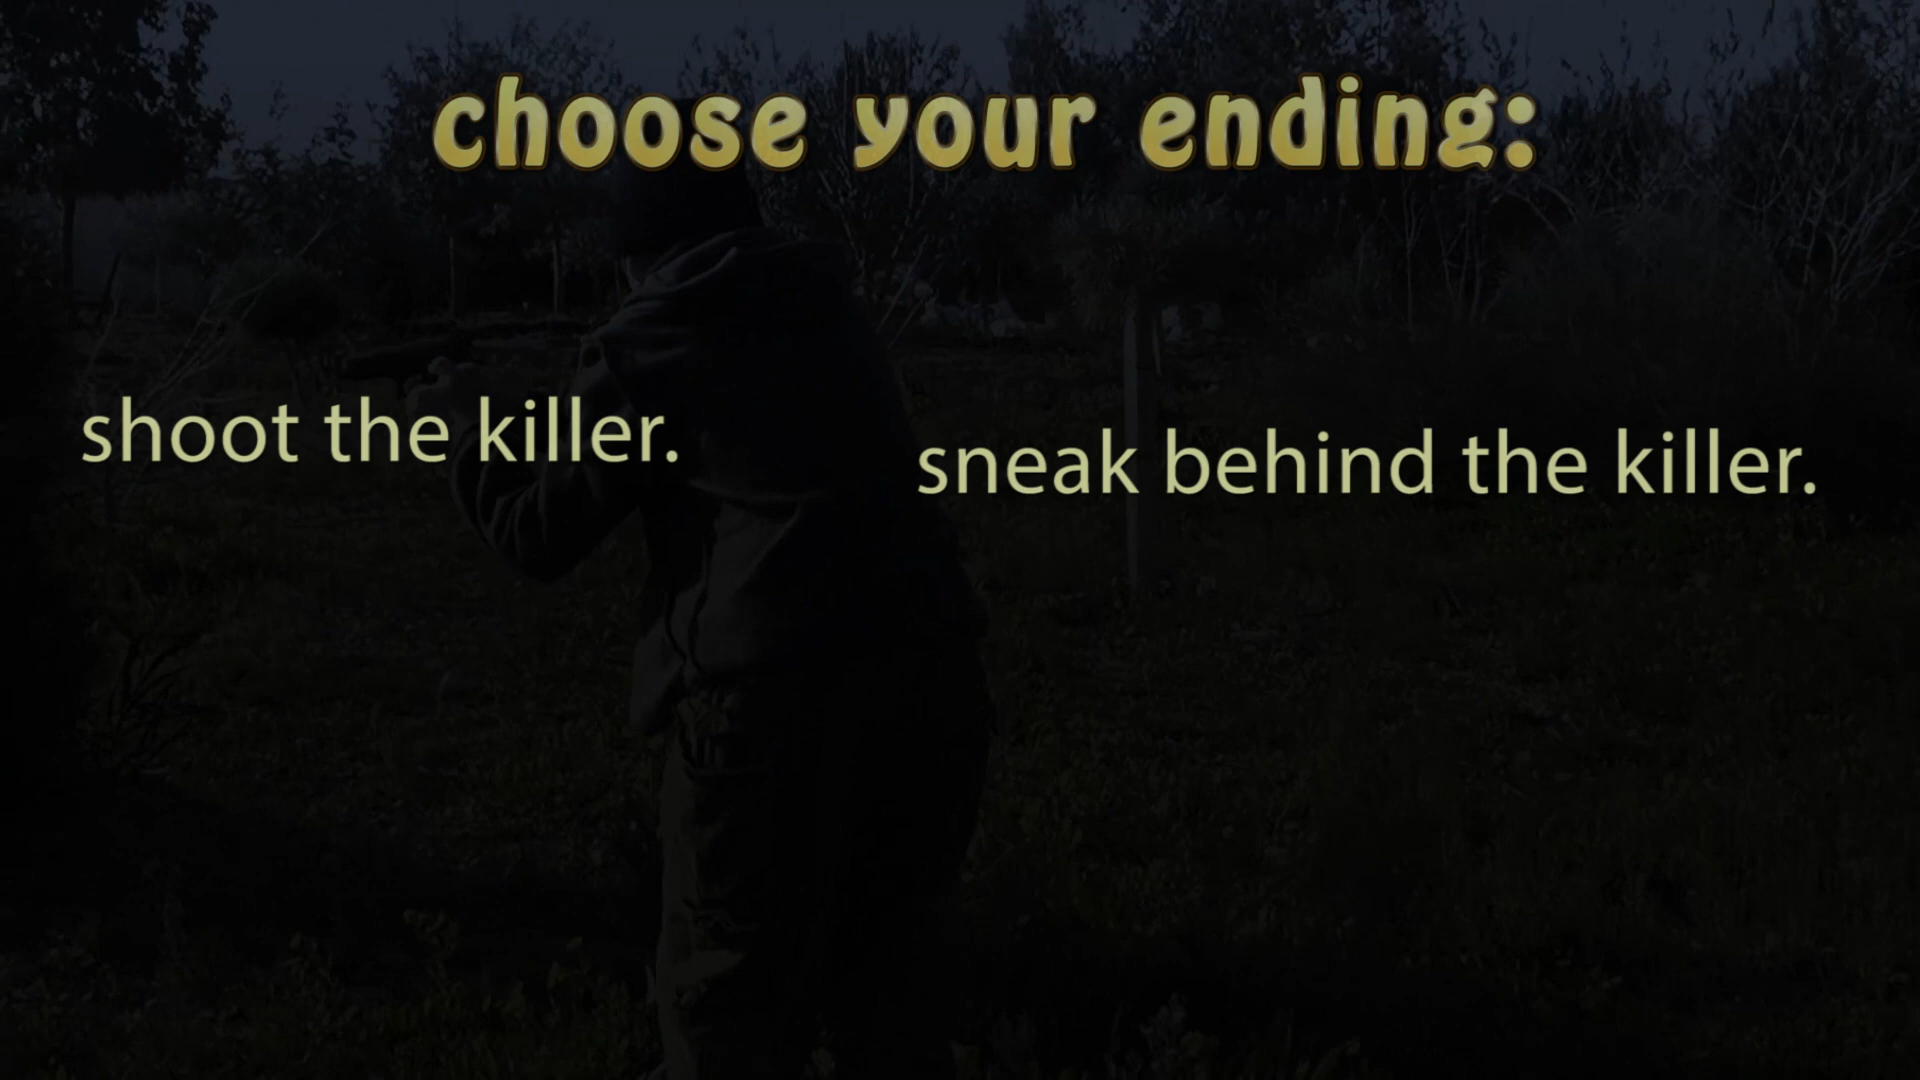 choose your ending:
shoot the killer.
sneak behind the killer.